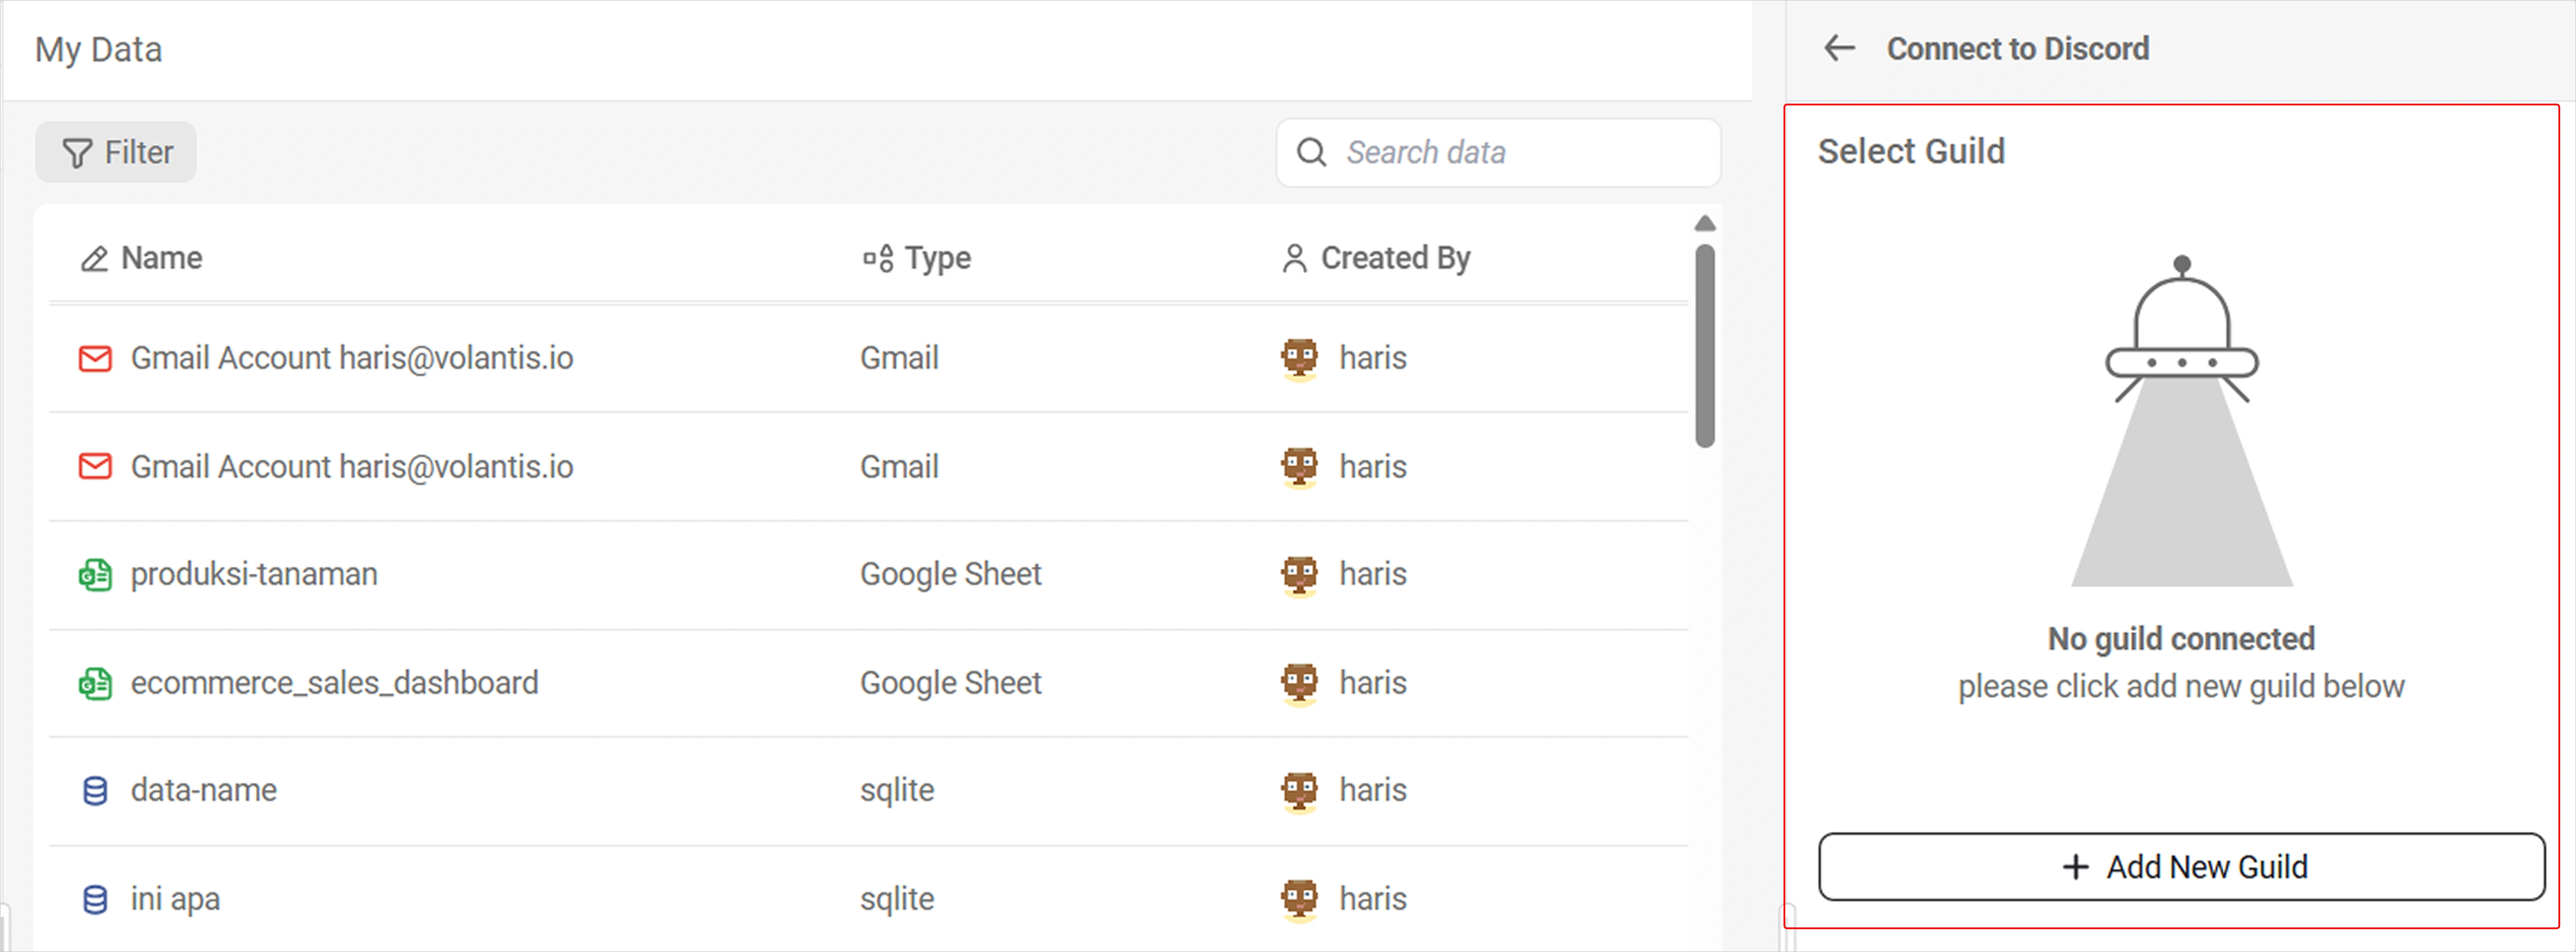 My Data
Filter
Search data
Name Type Created By
Gmail Account haris@volantis.io Gmail haris
Gmail Account haris@volantis.io Gmail haris
produksi-tanaman Google Sheet haris
ecommerce_sales_dashboard Google Sheet haris
data-name sqlite haris
ini apa sqlite haris
Connect to Discord
Select Guild
No guild connected
please click add new guild below
+ Add New Guild